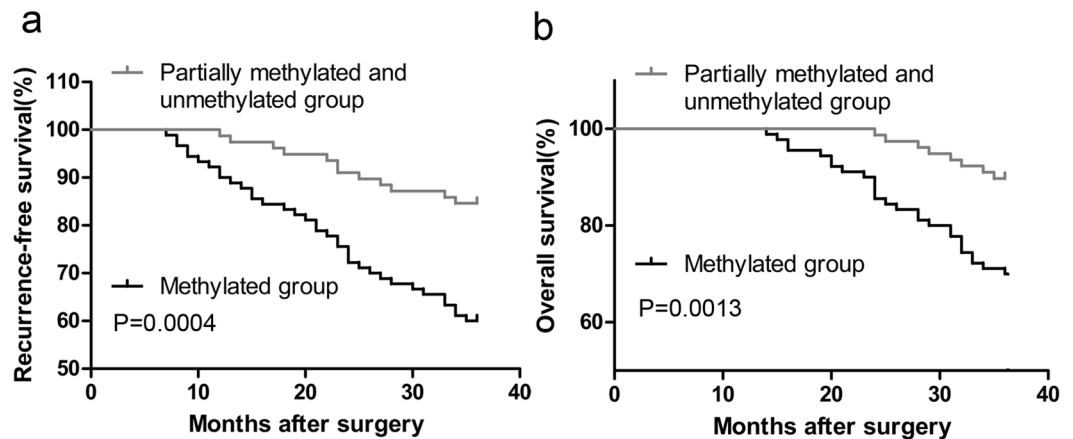 a
Partially methylated and
unmethylated group
Recurrence-free survival(%)
110
100
90
80
70
60
50
Methylated group
P=0.0004
0
10
20
30
40
Months after surgery
b
Partially methylated and
unmethylated group
Overall survival(%)
100
80
60
Methylated group
P=0.0013
0
10
20
30
40
Months after surgery